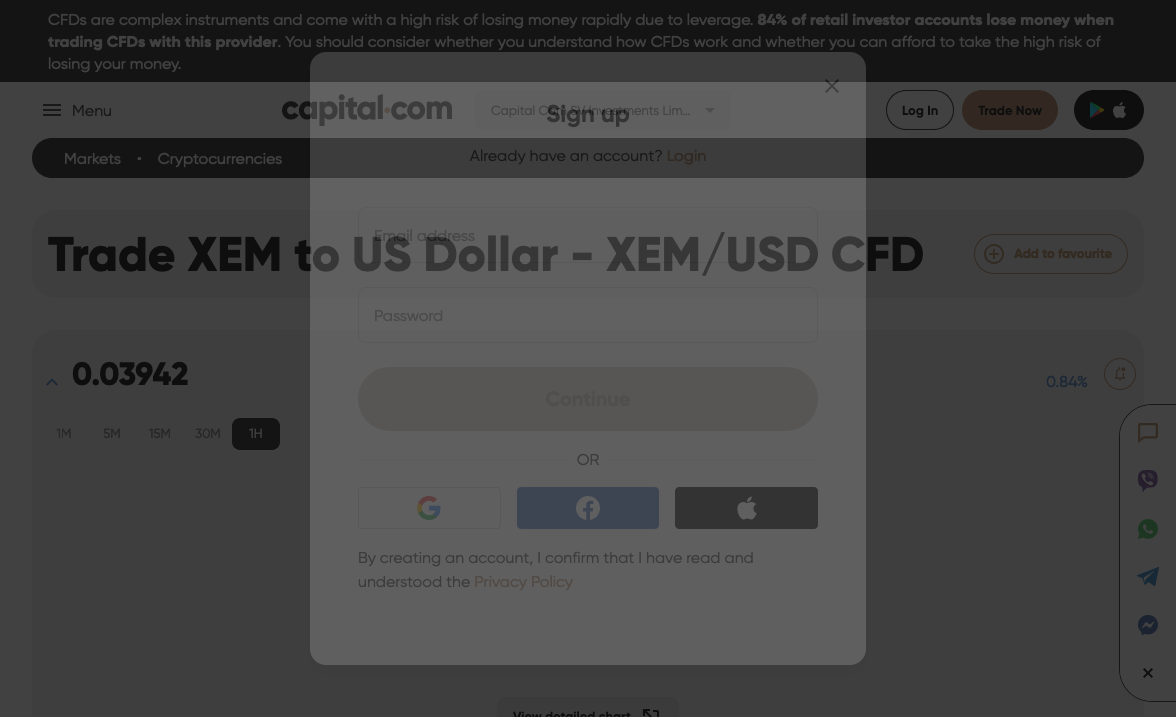 CFDs are complex instruments and come with a high risk of losing money rapidly due to leverage. 84% of retail investor accounts lose money when
trading CFDs with this provider. You should consider whether you understand how CFDs work and whether you can afford to take the high risk of
losing your money.
Menu
capital.com
Capital Com SV Investments Lim...
Log In
Trade Now
Sign up
Markets
Cryptocurrencies
Already have an account? Login
Email address
Trade XEM to US Dollar - XEM/USD CFD
Add to favourite
Password
0.03942
0.84%
Continue
1M
5M
15M
30M
1H
OR
By creating an account, I confirm that I have read and
understood the Privacy Policy
View detailed chart